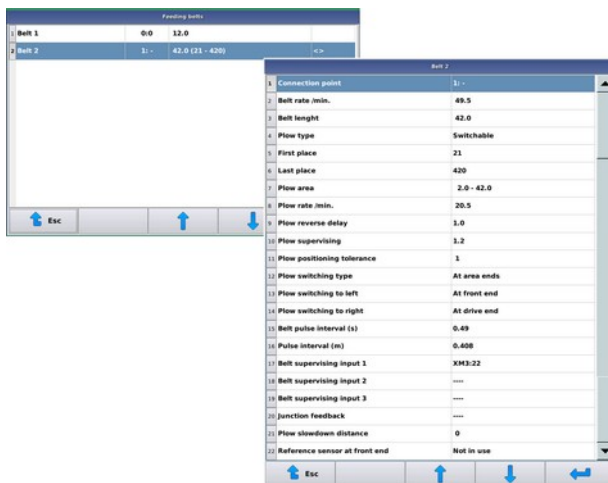 Feeding belts
1 Belt 1 0:0 12.0
2 Belt 2 1: - 42.0 (21 - 420) <>
Esc
Belt 2
1 Connection point 1: -
2 Belt rate /min. 49.5
3 Belt lenght 42.0
4 Plow type Switchable
5 First place 21
6 Last place 420
7 Plow area 2.0 - 42.0
8 Plow rate /min. 20.5
9 Plow reverse delay 1.0
10 Plow supervising 1.2
11 Plow positioning tolerance 1
12 Plow switching type At area ends
13 Plow switching to left At front end
14 Plow switching to right At drive end
15 Belt pulse interval (s) 0.49
16 Pulse interval (m) 0.408
17 Belt supervising input 1 XM3:22
18 Belt supervising input 2 ----
19 Belt supervising input 3 ----
20 Junction feedback ----
21 Plow slowdown distance 0
22 Reference sensor at front end Not in use
Esc